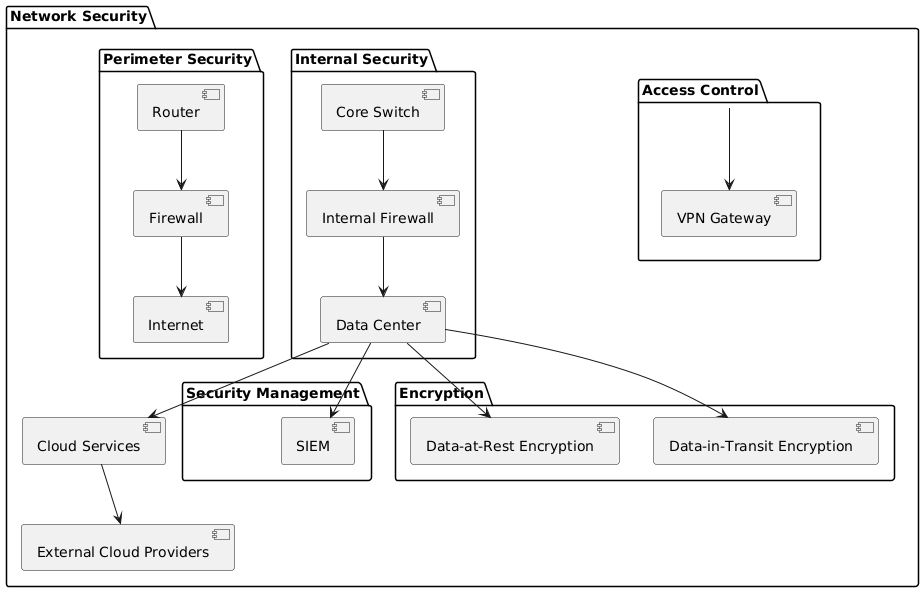 Network Security
Perimeter Security
Internal Security
Access Control
Router
Core Switch
Firewall
Internal Firewall
VPN Gateway
Internet
Data Center
Security Management
Encryption
Cloud Services
SIEM
Data-at-Rest Encryption
Data-in-Transit Encryption
External Cloud Providers